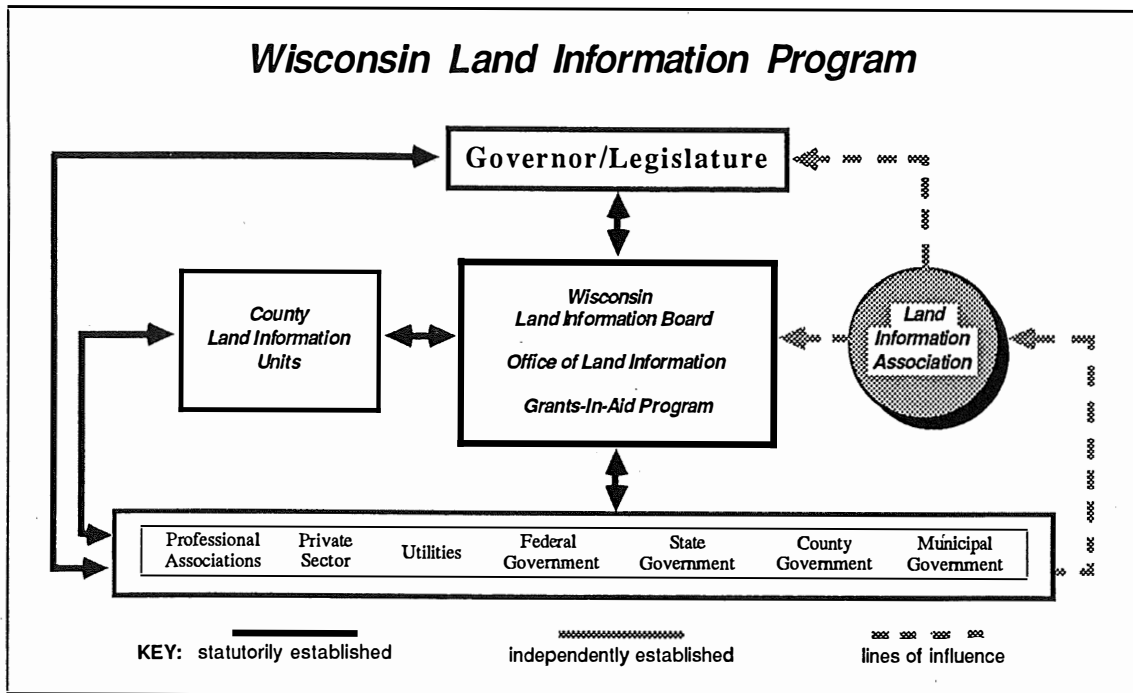 Wisconsin Land Information Program
Governor/Legislature
County
Land Information
Units
Wisconsin
Land Information Board
Office of Land Information
Grants-In-Aid Program
Land
Information
Association
Professional
Associations
Private
Sector
Utilities
Federal
Government
State
Government
County
Government
Municipal
Government
KEY: statutorily established
independently established
lines of influence